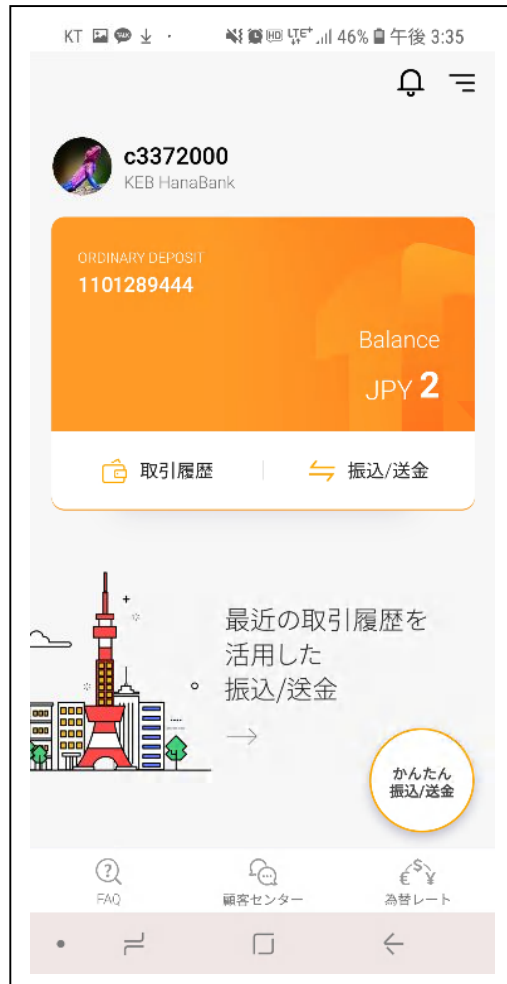 KT 46% 午後 3:35
c3372000
KEB HanaBank
ORDINARY DEPOSIT
1101289444
Balance
JPY 2
取引履歴 振込/送金
最近の取引履歴を
活用した
振込/送金
かんたん
振込/送金
FAQ 顧客センター 為替レート